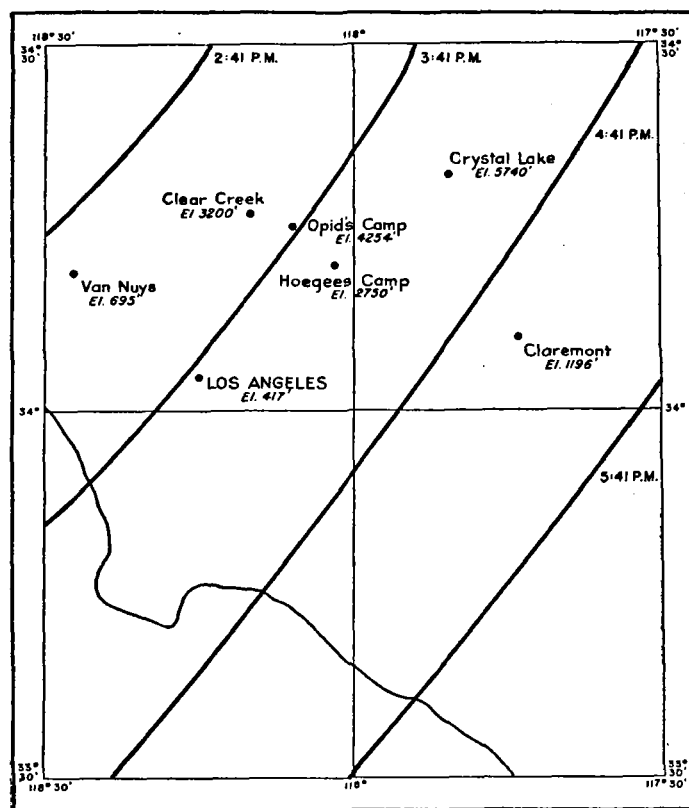 118°30'
118°
117°30'
34°
30'
34°
30'
2:41 P.M.
3:41 P.M.
4:41 P.M.
Crystal Lake
El. 5740'
Clear Creek
El 3200'
Opid's Camp
El. 4254'
Van Nuys
El. 695'
Hoegees Camp
El. 2750'
Claremont
El. 1196'
LOS ANGELES
El. 417'
34°
34°
5:41 P.M.
33°
30'
33°
30'
118°30'
118°
117°30'